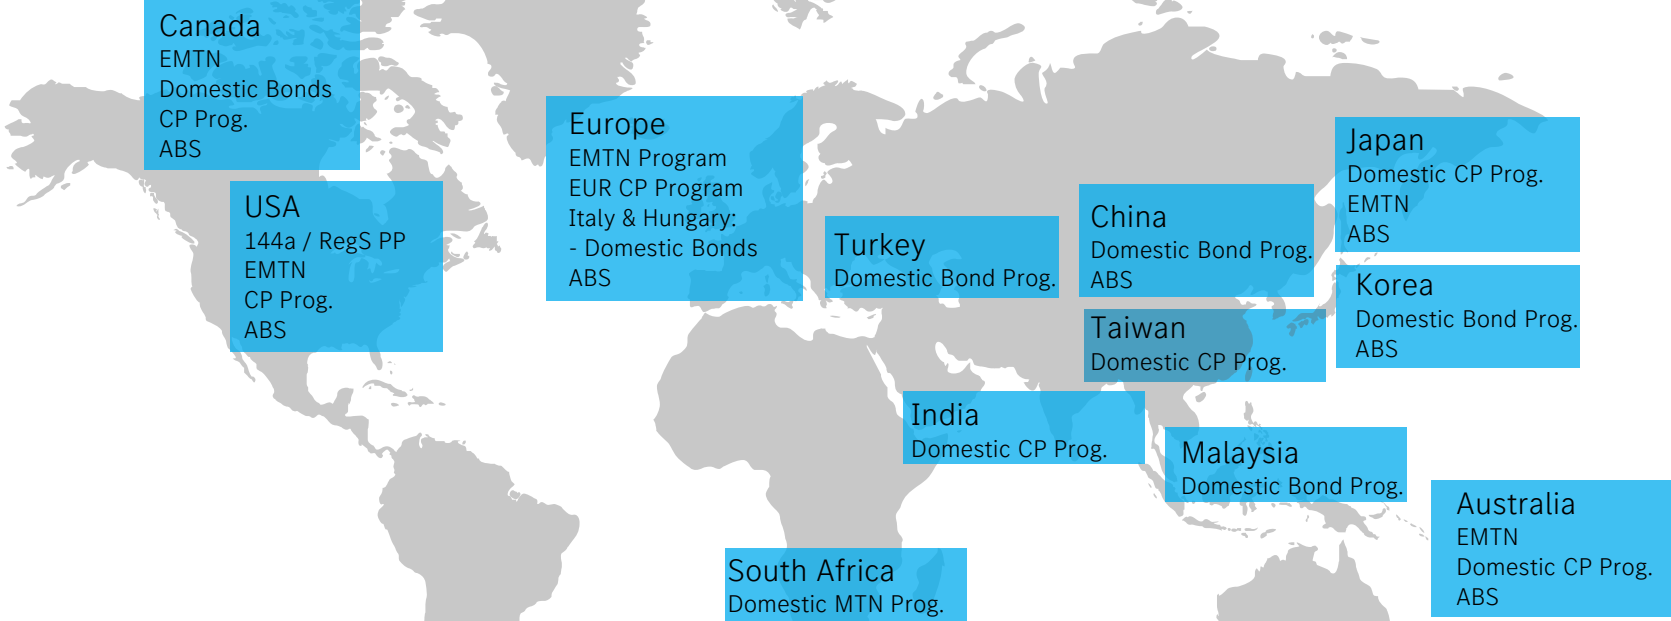 Canada
EMTN
Domestic Bonds
CP Prog.
ABS
USA
144a / RegS PP
EMTN
CP Prog.
ABS
Europe
EMTN Program
EUR CP Program
Italy & Hungary:
- Domestic Bonds
ABS
Turkey
Domestic Bond Prog.
China
Domestic Bond Prog.
ABS
Japan
Domestic CP Prog.
EMTN
ABS
Korea
Domestic Bond Prog.
ABS
Taiwan
Domestic CP Prog.
India
Domestic CP Prog.
Malaysia
Domestic Bond Prog.
Australia
EMTN
Domestic CP Prog.
ABS
South Africa
Domestic MTN Prog.